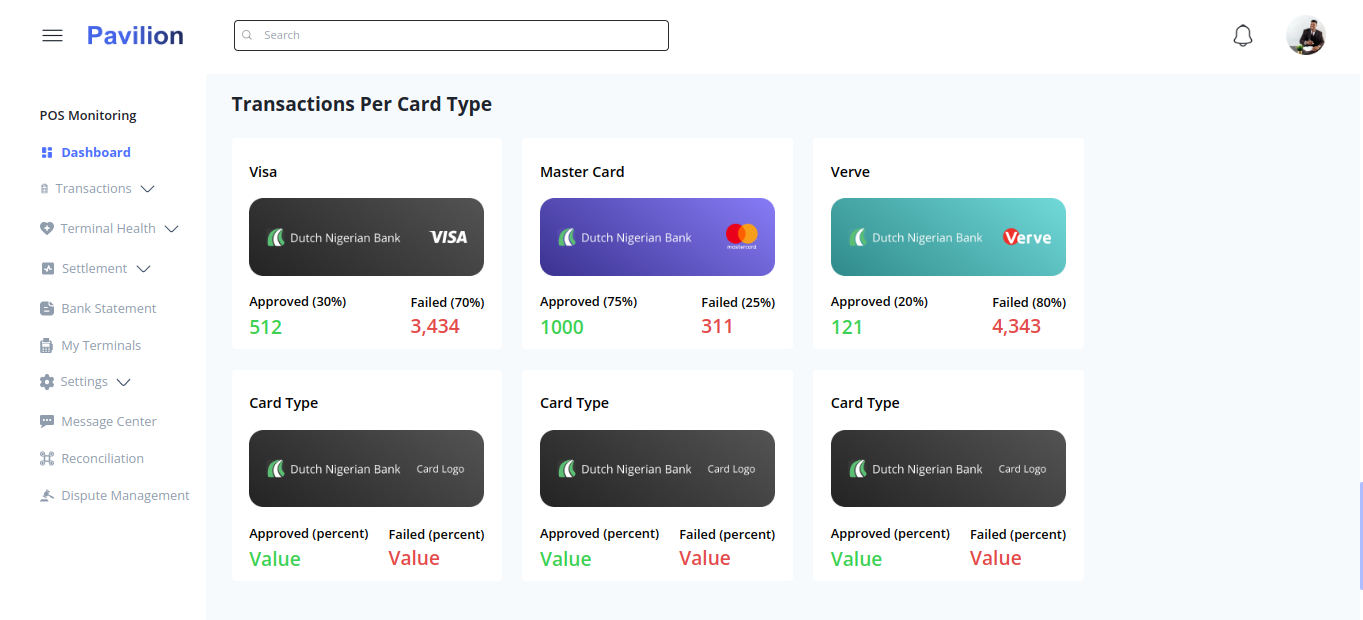 Pavilion
Search
POS Monitoring
Dashboard
Transactions
Terminal Health
Settlement
Bank Statement
My Terminals
Settings
Message Center
Reconciliation
Dispute Management
Transactions Per Card Type
Visa
Dutch Nigerian Bank VISA
Approved (30%) Failed (70%)
512 3,434
Master Card
Dutch Nigerian Bank mastercard
Approved (75%) Failed (25%)
1000 311
Verve
Dutch Nigerian Bank Verve
Approved (20%) Failed (80%)
121 4,343
Card Type
Dutch Nigerian Bank Card Logo
Approved (percent) Failed (percent)
Value Value
Card Type
Dutch Nigerian Bank Card Logo
Approved (percent) Failed (percent)
Value Value
Card Type
Dutch Nigerian Bank Card Logo
Approved (percent) Failed (percent)
Value Value